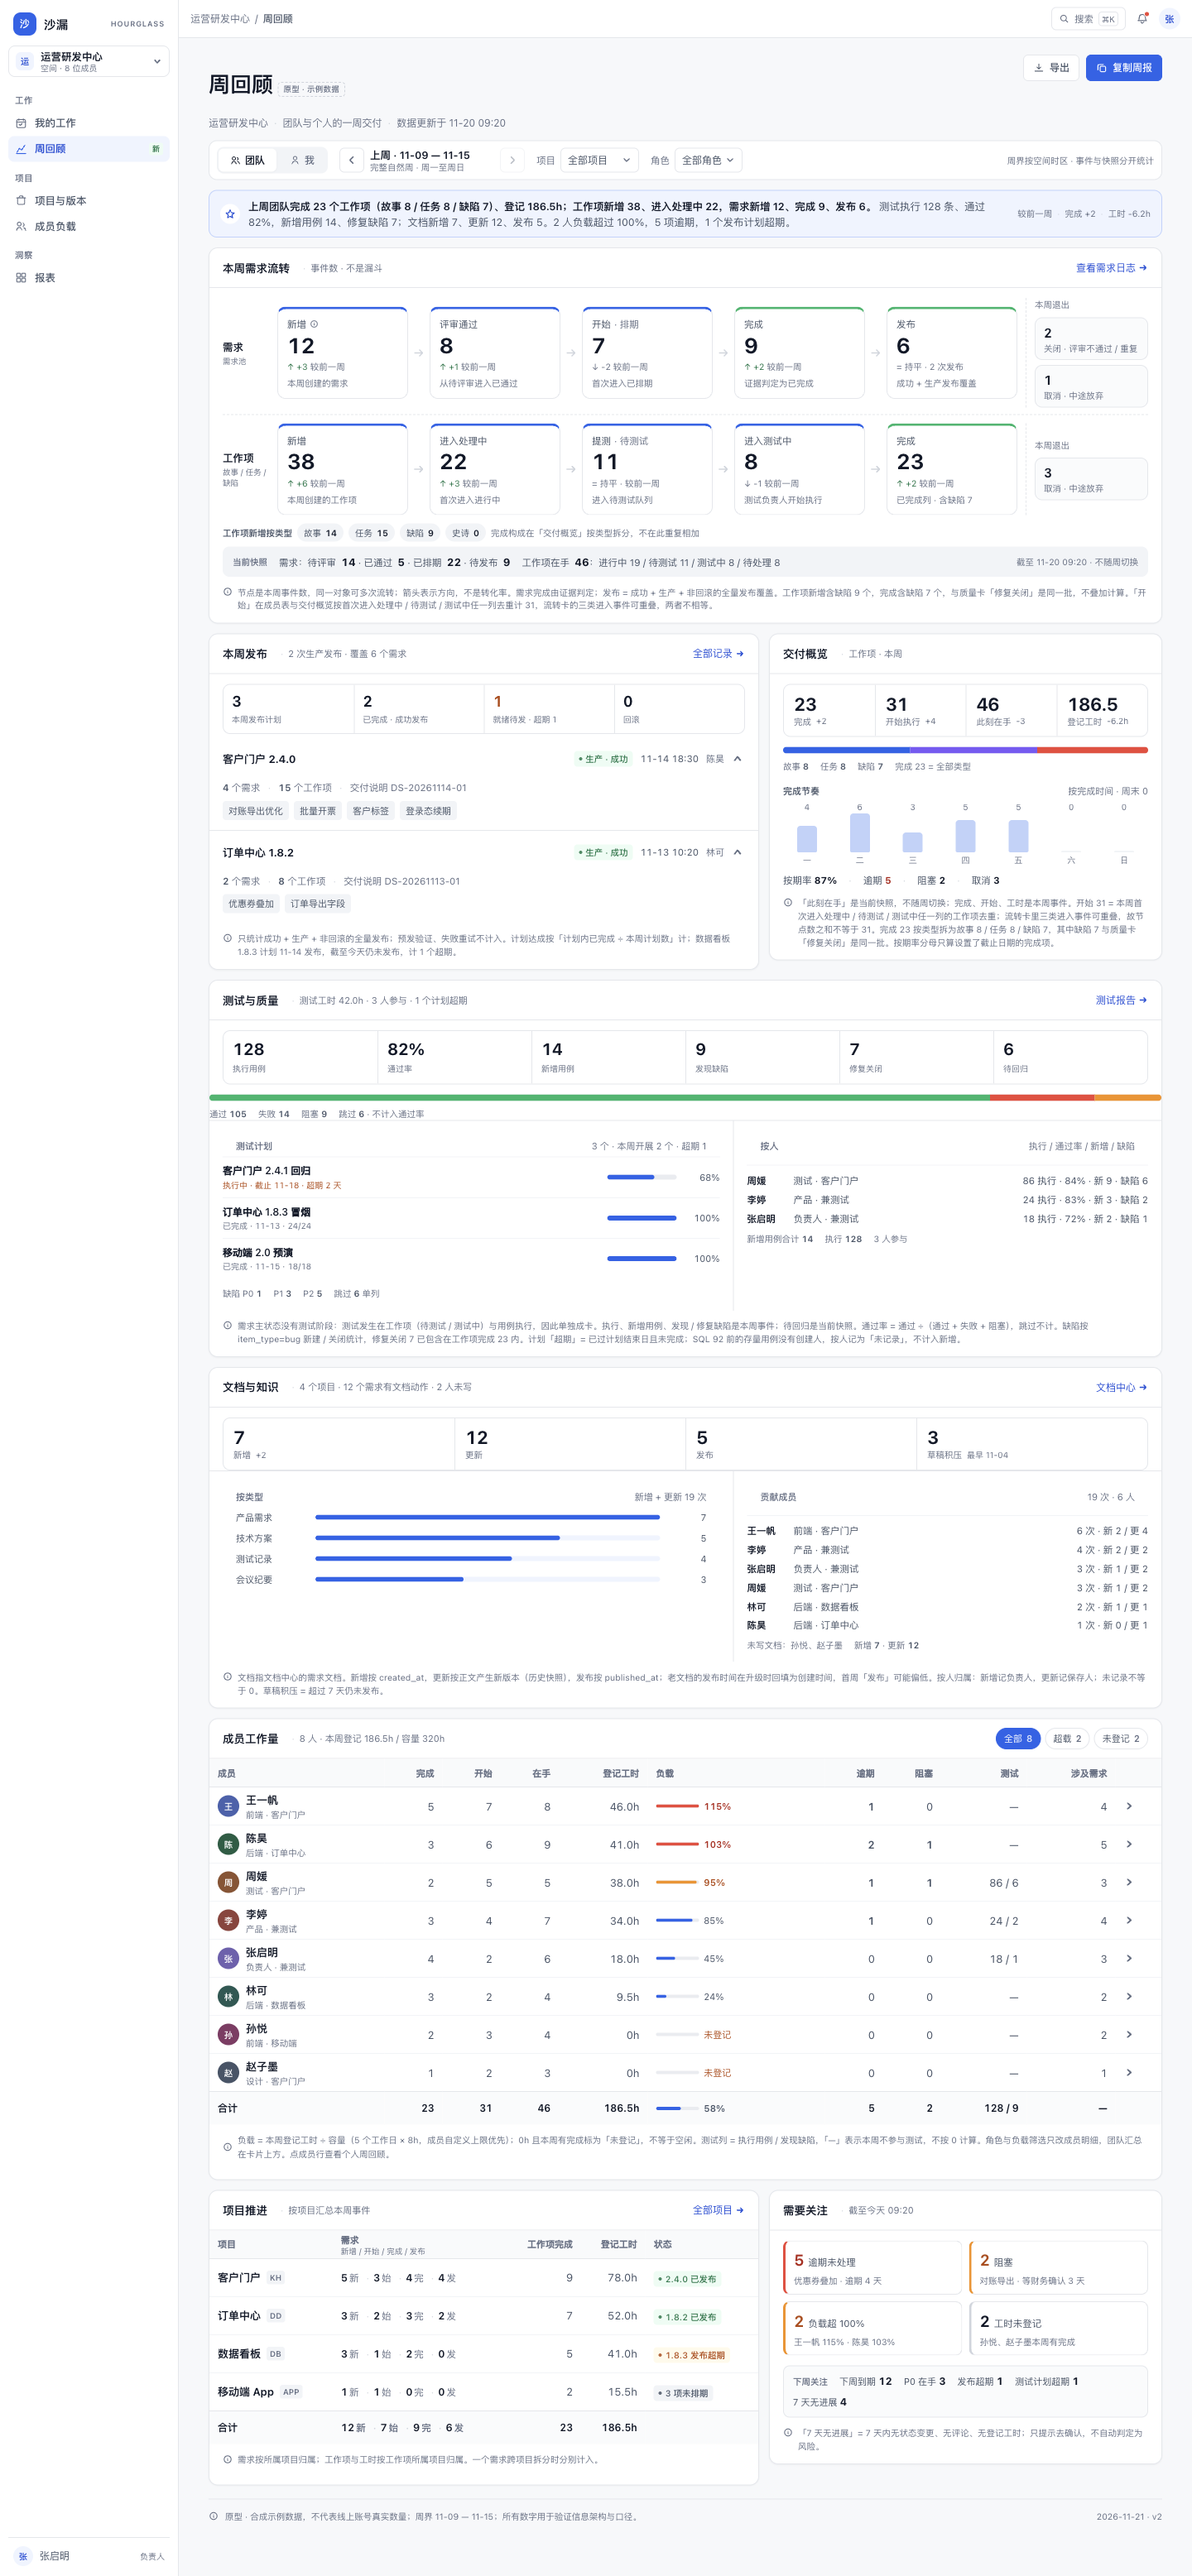 沙 沙漏 HOURGLASS
运 运营研发中心
空间 · 8 位成员
工作
我的工作
周回顾 新
项目
项目与版本
成员负载
洞察
报表
张 张启明 负责人
运营研发中心 / 周回顾
搜索 ⌘K 张
周回顾 原型 · 示例数据
导出 复制周报
运营研发中心 · 团队与个人的一周交付 · 数据更新于 11-20 09:20
团队 我
上周 · 11-09 — 11-15
完整自然周 · 周一至周日
项目 全部项目 角色 全部角色
周界按空间时区 · 事件与快照分开统计
上周团队完成 23 个工作项（故事 8 / 任务 8 / 缺陷 7）、登记 186.5h；工作项新增 38、进入处理中 22，需求新增 12、完成 9、发布 6。 测试执行 128 条、通过
82%，新增用例 14、修复缺陷 7；文档新增 7、更新 12、发布 5。2 人负载超过 100%，5 项逾期，1 个发布计划超期。
较前一周 完成 +2 工时 -6.2h
本周需求流转 · 事件数 · 不是漏斗 查看需求日志 →
需求
需求池
新增
12
↑ +3 较前一周
本周创建的需求
→
评审通过
8
↑ +1 较前一周
从待评审进入已通过
→
开始 · 排期
7
↓ -2 较前一周
首次进入已排期
→
完成
9
↑ +2 较前一周
证据判定为已完成
→
发布
6
= 持平 · 2 次发布
成功 + 生产发布覆盖
本周退出
2
关闭 · 评审不通过 / 重复
1
取消 · 中途放弃
工作项
故事 / 任务 /
缺陷
新增
38
↑ +6 较前一周
本周创建的工作项
→
进入处理中
22
↑ +3 较前一周
首次进入进行中
→
提测 · 待测试
11
= 持平 · 较前一周
进入待测试队列
→
进入测试中
8
↓ -1 较前一周
测试负责人开始执行
→
完成
23
↑ +2 较前一周
已完成列 · 含缺陷 7
本周退出
3
取消 · 中途放弃
工作项新增按类型 故事 14 任务 15 缺陷 9 史诗 0 完成构成在「交付概览」按类型拆分，不在此重复相加
当前快照 需求：待评审 14 · 已通过 5 · 已排期 22 · 待发布 9 工作项在手 46：进行中 19 / 待测试 11 / 测试中 8 / 待处理 8 截至 11-20 09:20 · 不随周切换
节点是本周事件数，同一对象可多次流转；箭头表示方向，不是转化率。需求完成由证据判定；发布 = 成功 + 生产 + 非回滚的全量发布覆盖。工作项新增含缺陷 9 个，完成含缺陷 7 个，与质量卡「修复关闭」是同一批，不叠加计算。「开
始」在成员表与交付概览按首次进入处理中 / 待测试 / 测试中任一列去重计 31，流转卡的三类进入事件可重叠，两者不相等。
本周发布 · 2 次生产发布 · 覆盖 6 个需求 全部记录 →
3
本周发布计划
2
已完成 · 成功发布
1
就绪待发 · 超期 1
0
回滚
客户门户 2.4.0 • 生产 · 成功 11-14 18:30 陈昊
4 个需求 · 15 个工作项 · 交付说明 DS-20261114-01
对账导出优化 批量开票 客户标签 登录态续期
订单中心 1.8.2 • 生产 · 成功 11-13 10:20 林可
2 个需求 · 8 个工作项 · 交付说明 DS-20261113-01
优惠券叠加 订单导出字段
只统计成功 + 生产 + 非回滚的全量发布；预发验证、失败重试不计入。计划达成按「计划内已完成 ÷ 本周计划数」计；数据看板
1.8.3 计划 11-14 发布，截至今天仍未发布，计 1 个超期。
交付概览 · 工作项 · 本周
23
完成 +2
31
开始执行 +4
46
此刻在手 -3
186.5
登记工时 -6.2h
故事 8 任务 8 缺陷 7 完成 23 = 全部类型
完成节奏 按完成时间 · 周末 0
4 6 3 5 5 0 0
一 二 三 四 五 六 日
按期率 87% · 逾期 5 · 阻塞 2 · 取消 3
「此刻在手」是当前快照，不随周切换；完成、开始、工时是本周事件。开始 31 = 本周首
次进入处理中 / 待测试 / 测试中任一列的工作项去重；流转卡里三类进入事件可重叠，故节
点数之和不等于 31。完成 23 按类型拆为故事 8 / 任务 8 / 缺陷 7，其中缺陷 7 与质量卡
「修复关闭」是同一批。按期率分母只算设置了截止日期的完成项。
测试与质量 · 测试工时 42.0h · 3 人参与 · 1 个计划超期 测试报告 →
128
执行用例
82%
通过率
14
新增用例
9
发现缺陷
7
修复关闭
6
待回归
通过 105 失败 14 阻塞 9 跳过 6 · 不计入通过率
测试计划 3 个 · 本周开展 2 个 · 超期 1
客户门户 2.4.1 回归
执行中 · 截止 11-18 · 超期 2 天
68%
订单中心 1.8.3 冒烟
已完成 · 11-13 · 24/24
100%
移动端 2.0 预演
已完成 · 11-15 · 18/18
100%
缺陷 P0 1 P1 3 P2 5 跳过 6 单列
按人 执行 / 通过率 / 新增 / 缺陷
周媛 测试 · 客户门户 86 执行 · 84% · 新 9 · 缺陷 6
李婷 产品 · 兼测试 24 执行 · 83% · 新 3 · 缺陷 2
张启明 负责人 · 兼测试 18 执行 · 72% · 新 2 · 缺陷 1
新增用例合计 14 执行 128 3 人参与
需求主状态没有测试阶段：测试发生在工作项（待测试 / 测试中）与用例执行，因此单独成卡。执行、新增用例、发现 / 修复缺陷是本周事件；待回归是当前快照。通过率 = 通过 ÷（通过 + 失败 + 阻塞），跳过不计。缺陷按
item_type=bug 新建 / 关闭统计，修复关闭 7 已包含在工作项完成 23 内。计划「超期」= 已过计划结束日且未完成；SQL 92 前的存量用例没有创建人，按人记为「未记录」，不计入新增。
文档与知识 · 4 个项目 · 12 个需求有文档动作 · 2 人未写 文档中心 →
7
新增 +2
12
更新
5
发布
3
草稿积压 最早 11-04
按类型 新增 + 更新 19 次
产品需求 7
技术方案 5
测试记录 4
会议纪要 3
贡献成员 19 次 · 6 人
王一帆 前端 · 客户门户 6 次 · 新 2 / 更 4
李婷 产品 · 兼测试 4 次 · 新 2 / 更 2
张启明 负责人 · 兼测试 3 次 · 新 1 / 更 2
周媛 测试 · 客户门户 3 次 · 新 1 / 更 2
林可 后端 · 数据看板 2 次 · 新 1 / 更 1
陈昊 后端 · 订单中心 1 次 · 新 0 / 更 1
未写文档：孙悦、赵子墨 新增 7 · 更新 12
文档指文档中心的需求文档。新增按 created_at，更新按正文产生新版本（历史快照），发布按 published_at；老文档的发布时间在升级时回填为创建时间，首周「发布」可能偏低。按人归属：新增记负责人，更新记保存人；未记录不等
于 0。草稿积压 = 超过 7 天仍未发布。
成员工作量 · 8 人 · 本周登记 186.5h / 容量 320h 全部 8 超载 2 未登记 2
成员 完成 开始 在手 登记工时 负载 逾期 阻塞 测试 涉及需求
王 王一帆
前端 · 客户门户
5 7 8 46.0h 115% 1 0 — 4
陈 陈昊
后端 · 订单中心
3 6 9 41.0h 103% 2 1 — 5
周 周媛
测试 · 客户门户
2 5 5 38.0h 95% 1 1 86 / 6 3
李 李婷
产品 · 兼测试
3 4 7 34.0h 85% 1 0 24 / 2 4
张 张启明
负责人 · 兼测试
4 2 6 18.0h 45% 0 0 18 / 1 3
林 林可
后端 · 数据看板
3 2 4 9.5h 24% 0 0 — 2
孙 孙悦
前端 · 移动端
2 3 4 0h 未登记 0 0 — 2
赵 赵子墨
设计 · 客户门户
1 2 3 0h 未登记 0 0 — 1
合计 23 31 46 186.5h 58% 5 2 128 / 9 —
负载 = 本周登记工时 ÷ 容量（5 个工作日 × 8h，成员自定义上限优先）；0h 且本周有完成标为「未登记」，不等于空闲。测试列 = 执行用例 / 发现缺陷，「—」表示本周不参与测试，不按 0 计算。角色与负载筛选只改成员明细，团队汇总
在卡片上方。点成员行查看个人周回顾。
项目推进 · 按项目汇总本周事件 全部项目 →
项目 需求 工作项完成 登记工时 状态
新增 / 开始 / 完成 / 发布
客户门户 KH 5 新 · 3 始 · 4 完 · 4 发 9 78.0h • 2.4.0 已发布
订单中心 DD 3 新 · 2 始 · 3 完 · 2 发 7 52.0h • 1.8.2 已发布
数据看板 DB 3 新 · 1 始 · 2 完 · 0 发 5 41.0h • 1.8.3 发布超期
移动端 App APP 1 新 · 1 始 · 0 完 · 0 发 2 15.5h • 3 项未排期
合计 12 新 · 7 始 · 9 完 · 6 发 23 186.5h
需求按所属项目归属；工作项与工时按工作项所属项目归属。一个需求跨项目拆分时分别计入。
需要关注 · 截至今天 09:20
5 逾期未处理
优惠券叠加 · 逾期 4 天
2 阻塞
对账导出 · 等财务确认 3 天
2 负载超 100%
王一帆 115% · 陈昊 103%
2 工时未登记
孙悦、赵子墨本周有完成
下周关注 下周到期 12 P0 在手 3 发布超期 1 测试计划超期 1
7 天无进展 4
「7 天无进展」= 7 天内无状态变更、无评论、无登记工时；只提示去确认，不自动判定为
风险。
原型 · 合成示例数据，不代表线上账号真实数量；周界 11-09 — 11-15；所有数字用于验证信息架构与口径。 2026-11-21 · v2